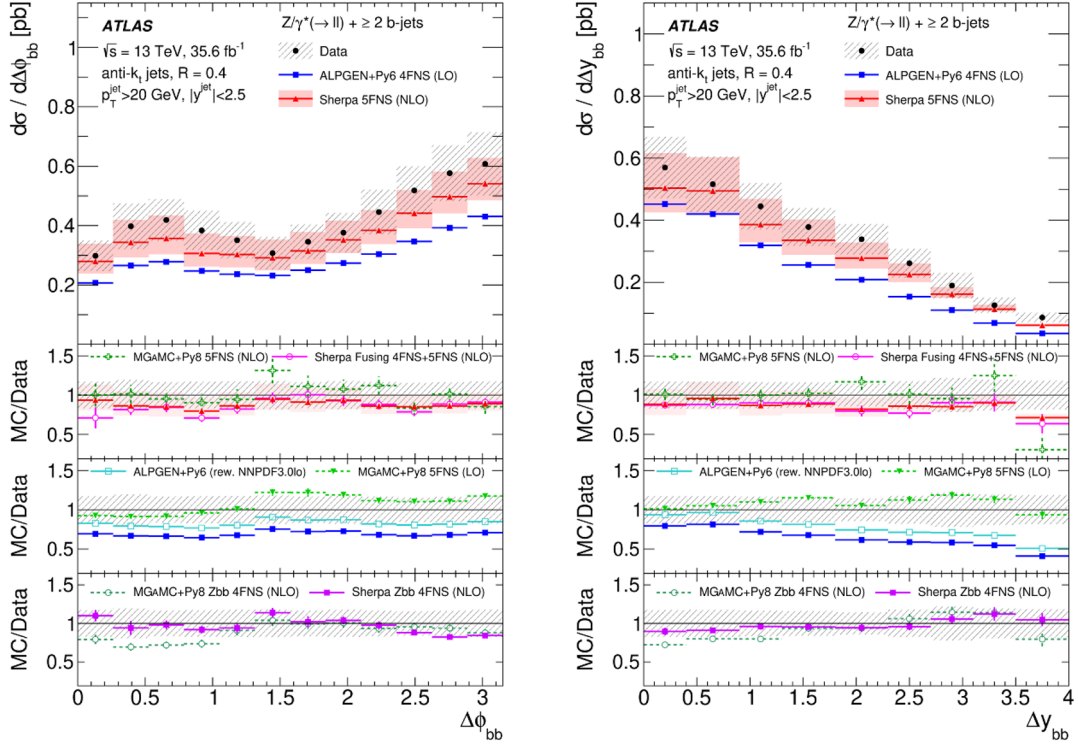 ATLAS
Z/γ*(→ ll) + ≥ 2 b-jets
√s = 13 TeV, 35.6 fb⁻¹
anti-kₜ jets, R = 0.4
p_T^jet>20 GeV, |y^jet|<2.5
Data
ALPGEN+Py6 4FNS (LO)
Sherpa 5FNS (NLO)
dσ / dΔϕ_bb [pb]
1
0.8
0.6
0.4
0.2
MC/Data
1.5
1
0.5
MGAMC+Py8 5FNS (NLO)
Sherpa Fusing 4FNS+5FNS (NLO)
MC/Data
1.5
1
0.5
ALPGEN+Py6 (rew. NNPDF3.0lo)
MGAMC+Py8 5FNS (LO)
MC/Data
1.5
1
0.5
MGAMC+Py8 Zbb 4FNS (NLO)
Sherpa Zbb 4FNS (NLO)
0 0.5 1 1.5 2 2.5 3
Δϕ_bb
ATLAS
Z/γ*(→ ll) + ≥ 2 b-jets
√s = 13 TeV, 35.6 fb⁻¹
anti-kₜ jets, R = 0.4
p_T^jet>20 GeV, |y^jet|<2.5
Data
ALPGEN+Py6 4FNS (LO)
Sherpa 5FNS (NLO)
dσ / dΔy_bb [pb]
1
0.8
0.6
0.4
0.2
MC/Data
1.5
1
0.5
MGAMC+Py8 5FNS (NLO)
Sherpa Fusing 4FNS+5FNS (NLO)
MC/Data
1.5
1
0.5
ALPGEN+Py6 (rew. NNPDF3.0lo)
MGAMC+Py8 5FNS (LO)
MC/Data
1.5
1
0.5
MGAMC+Py8 Zbb 4FNS (NLO)
Sherpa Zbb 4FNS (NLO)
0 0.5 1 1.5 2 2.5 3 3.5 4
Δy_bb